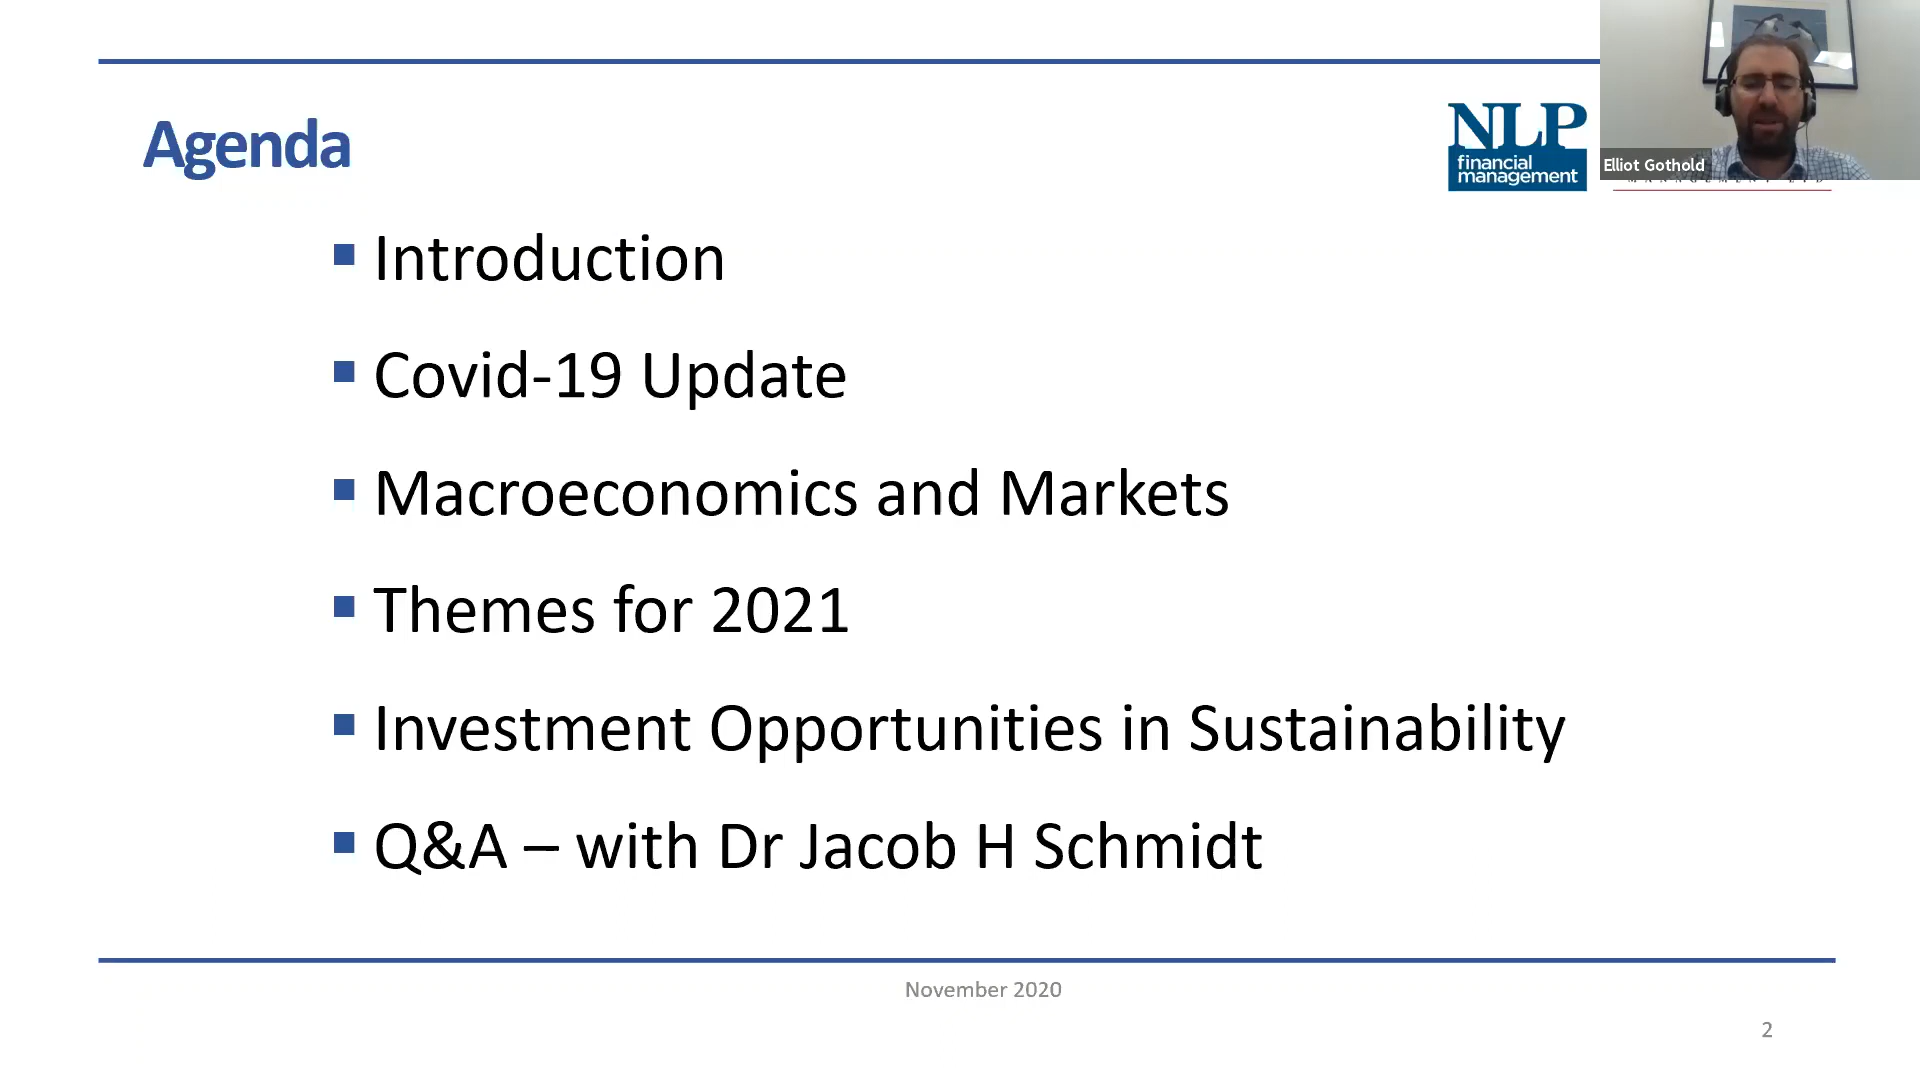 Agenda
NLP
financial
management
Elliot Gothold
Introduction
Covid-19 Update
Macroeconomics and Markets
Themes for 2021
Investment Opportunities in Sustainability
Q&A – with Dr Jacob H Schmidt
November 2020
2